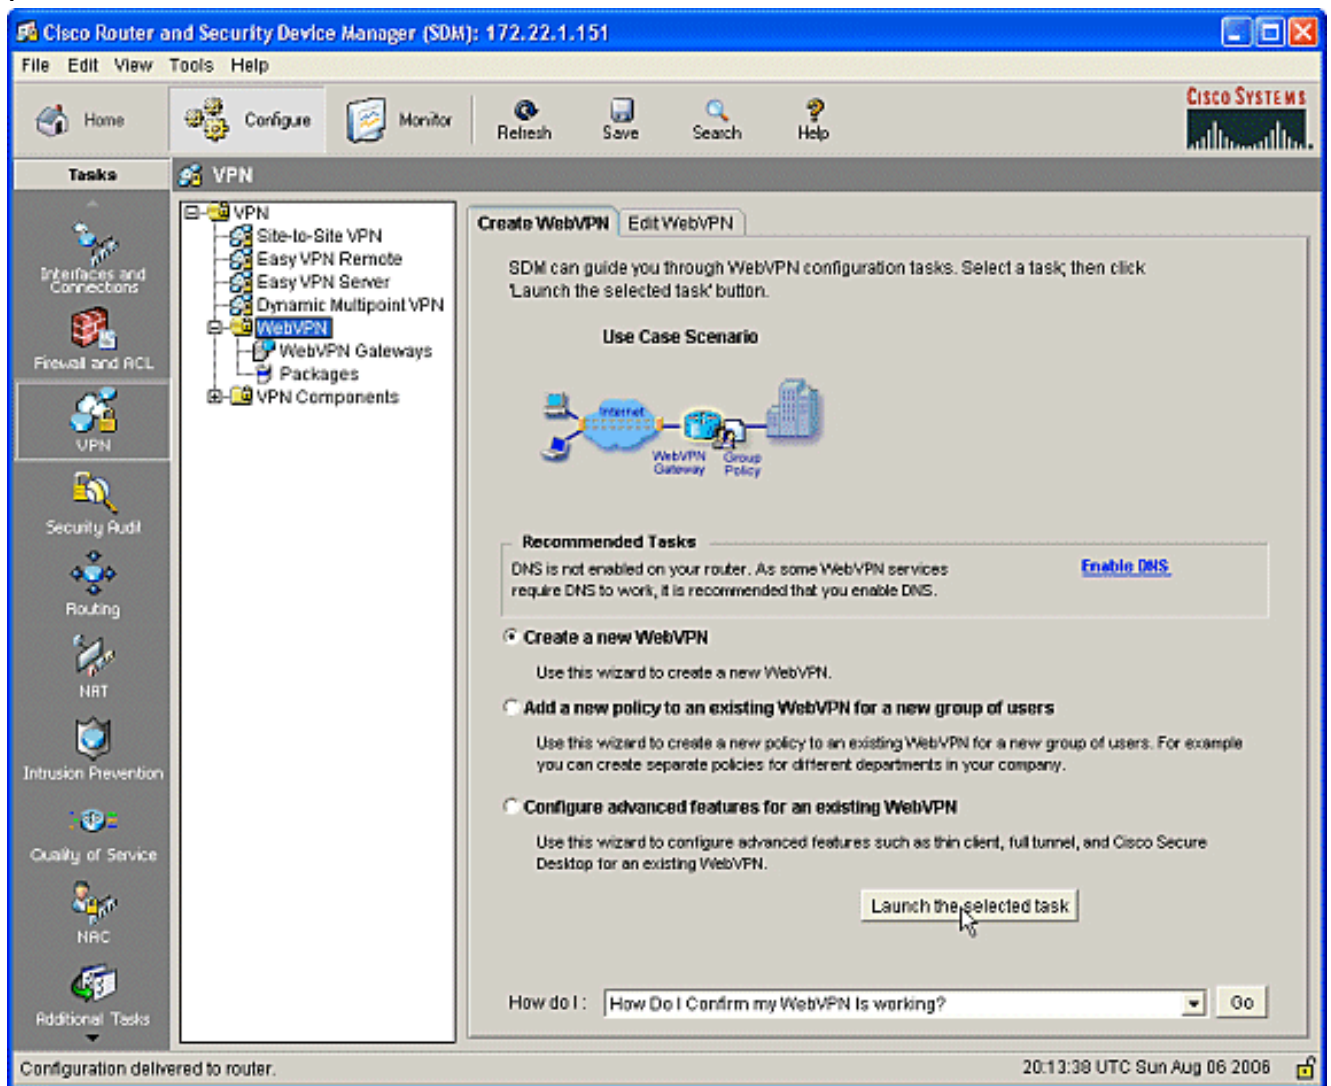 Cisco Router and Security Device Manager (SDM): 172.22.1.151
File Edit View Tools Help
Home
Configure
Monitor
Refresh
Save
Search
Help
CISCO SYSTEMS
Tasks
VPN
Interfaces and
Connections
Firewall and ACL
VPN
Security Audit
Routing
NAT
Intrusion Prevention
Quality of Service
NAC
Additional Tasks
VPN
Site-to-Site VPN
Easy VPN Remote
Easy VPN Server
Dynamic Multipoint VPN
WebVPN
WebVPN Gateways
Packages
VPN Components
Create WebVPN
Edit WebVPN
SDM can guide you through WebVPN configuration tasks. Select a task; then click
'Launch the selected task' button.
Use Case Scenario
Internet
WebVPN
Gateway
Group
Policy
Recommended Tasks
DNS is not enabled on your router. As some WebVPN services
require DNS to work, it is recommended that you enable DNS.
Enable DNS
Create a new WebVPN
Use this wizard to create a new WebVPN.
Add a new policy to an existing WebVPN for a new group of users
Use this wizard to create a new policy to an existing WebVPN for a new group of users. For example
you can create separate policies for different departments in your company.
Configure advanced features for an existing WebVPN
Use this wizard to configure advanced features such as thin client, full tunnel, and Cisco Secure
Desktop for an existing WebVPN.
Launch the selected task
How do I :
How Do I Confirm my WebVPN Is working?
Go
Configuration delivered to router.
20:13:38 UTC Sun Aug 06 2006